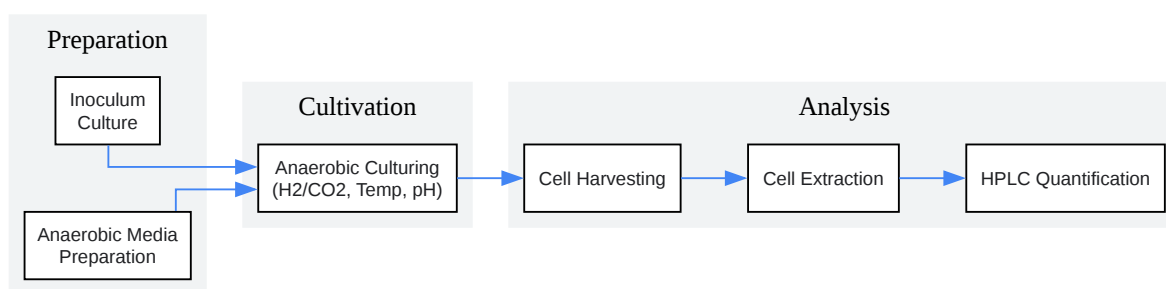 Preparation
Inoculum
Culture
Anaerobic Media
Preparation
Cultivation
Anaerobic Culturing
(H2/CO2, Temp, pH)
Analysis
Cell Harvesting
Cell Extraction
HPLC Quantification